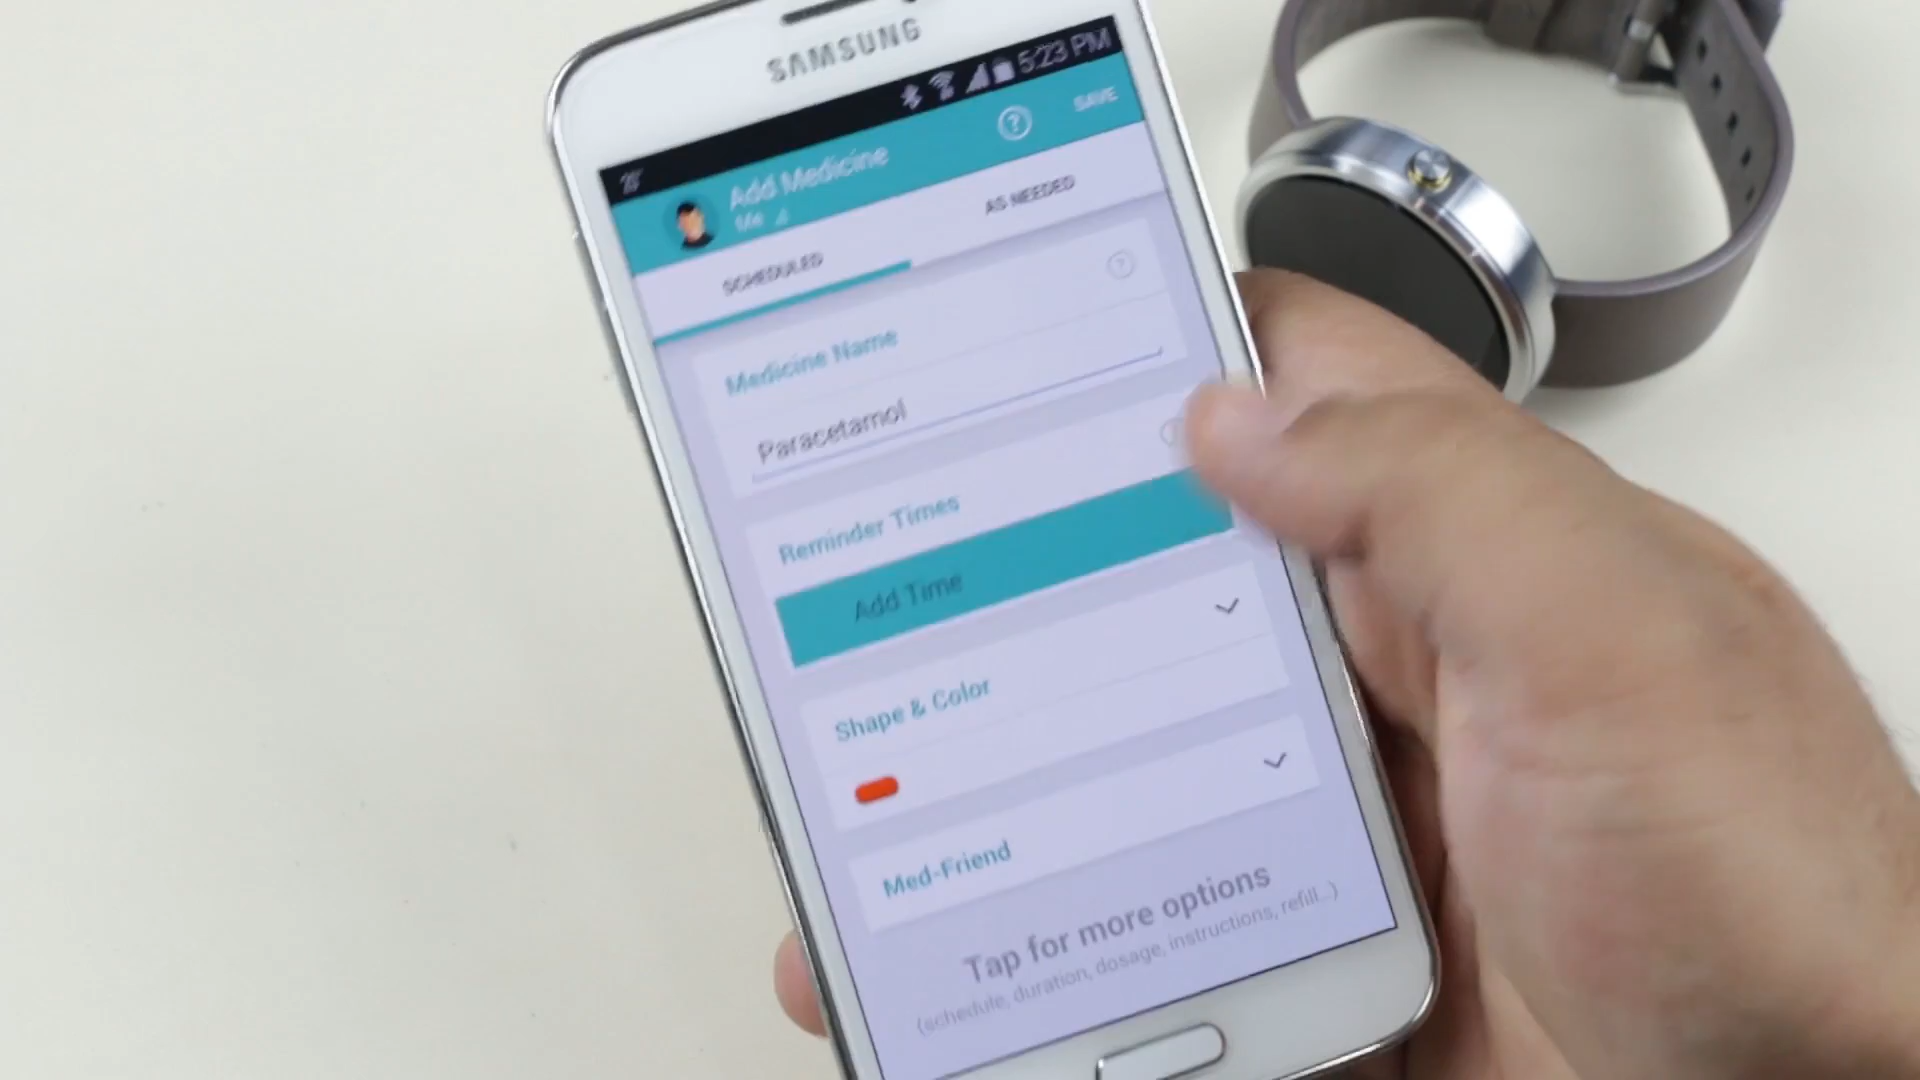 SAMSUNG
5:23 PM
Add Medicine
SAVE
Me
SCHEDULED
AS NEEDED
Medicine Name
Paracetamol
Reminder Times
Add Time
Shape & Color
Med-Friend
Tap for more options
(schedule, duration, dosage, instructions, refill...)